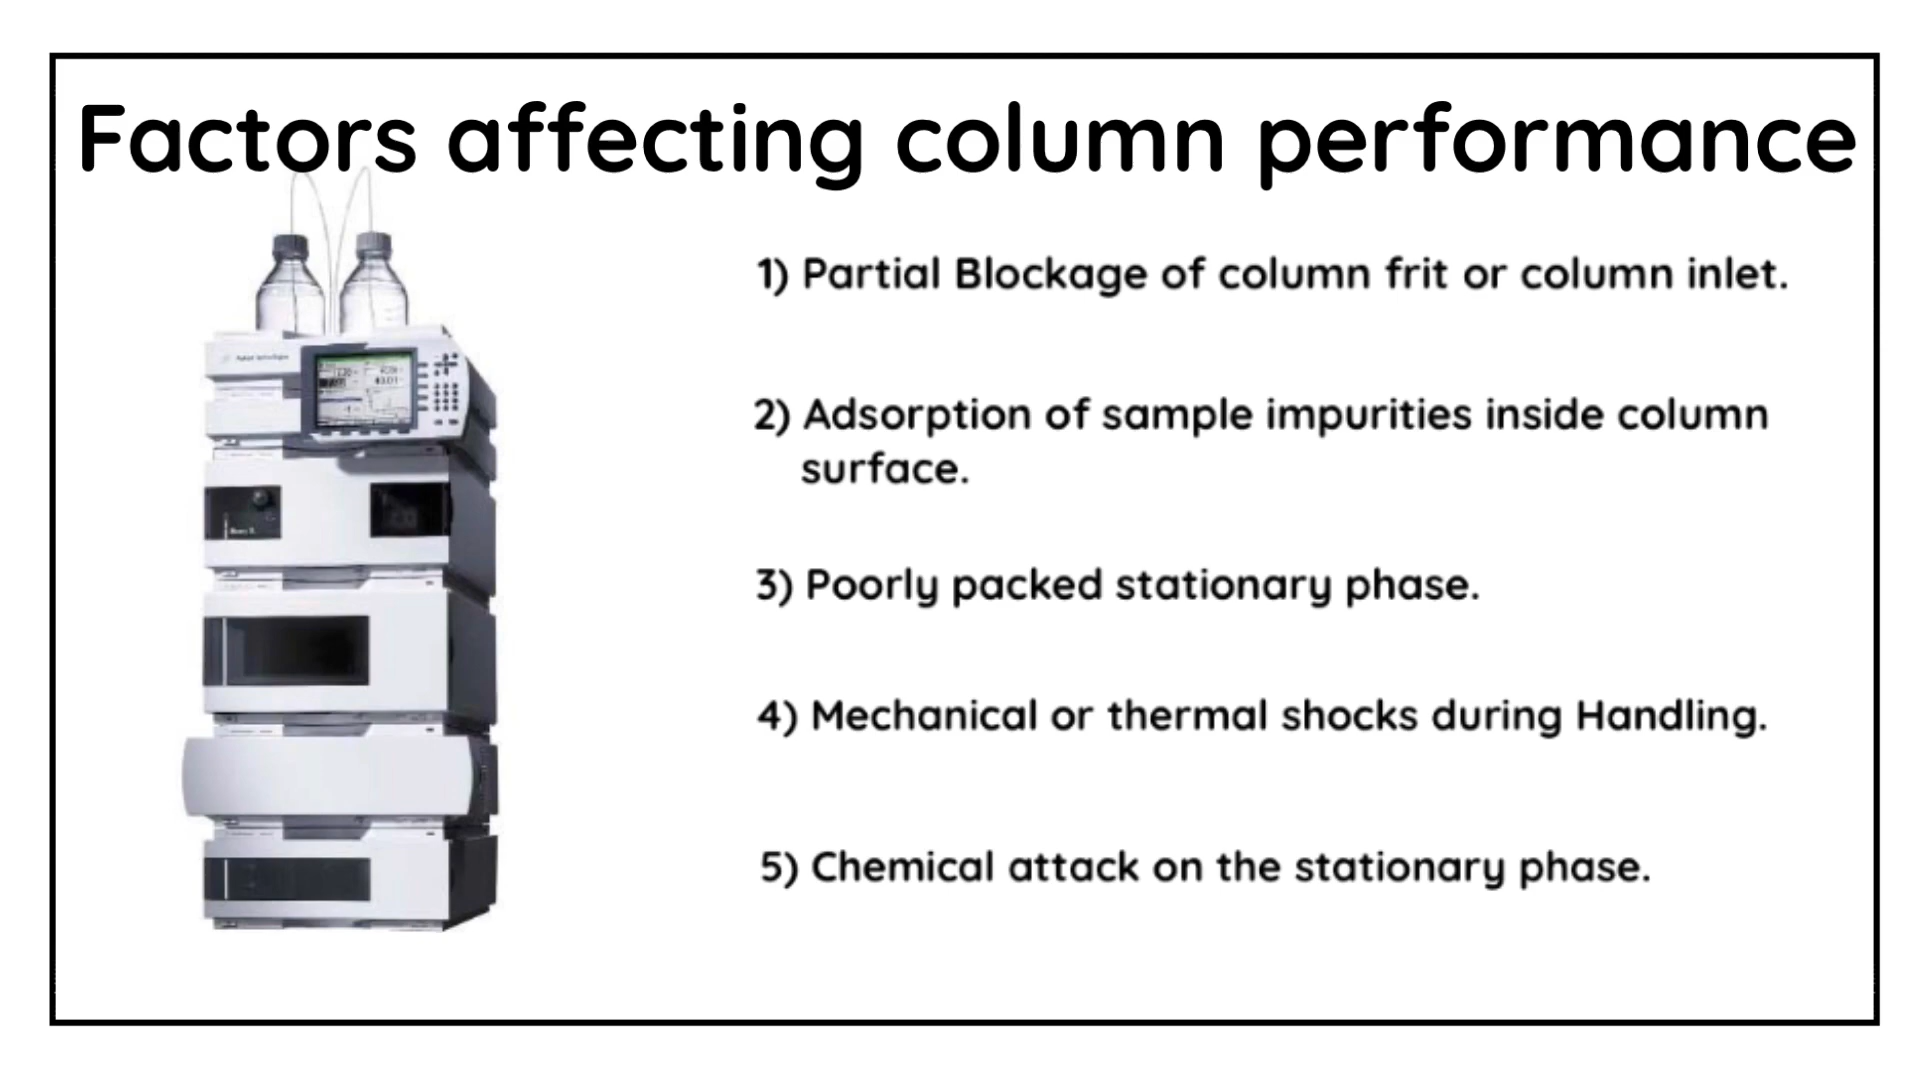 Factors affecting column performance
1) Partial Blockage of column frit or column inlet.
2) Adsorption of sample impurities inside column
surface.
3) Poorly packed stationary phase.
4) Mechanical or thermal shocks during Handling.
5) Chemical attack on the stationary phase.
Agilent Technologies